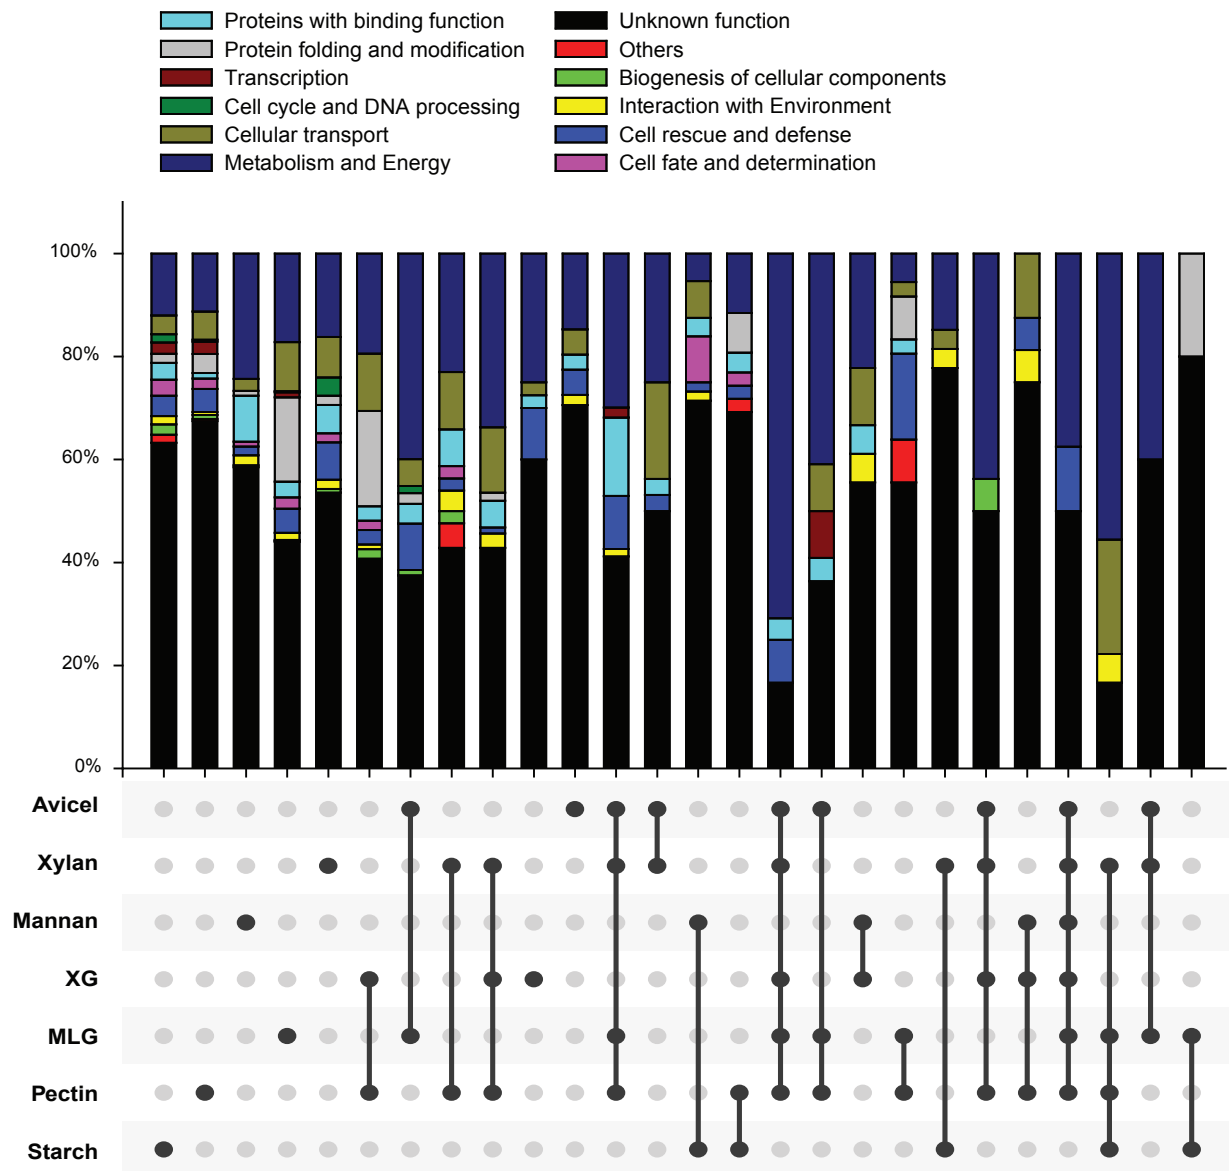 Proteins with binding function
Protein folding and modification
Transcription
Cell cycle and DNA processing
Cellular transport
Metabolism and Energy
Unknown function
Others
Biogenesis of cellular components
Interaction with Environment
Cell rescue and defense
Cell fate and determination
100%
80%
60%
40%
20%
0%
Avicel
Xylan
Mannan
XG
MLG
Pectin
Starch